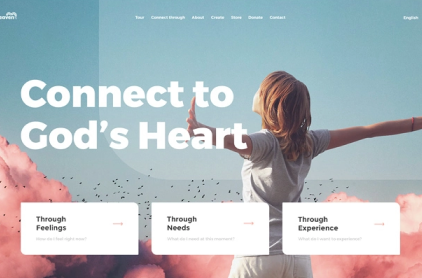 Tour Connect through About Create Store Donate Contact
English
Connect to
God's Heart
Through
Feelings
How do I feel right now?
Through
Needs
What do I need at this moment?
Through
Experience
What do I want to experience?